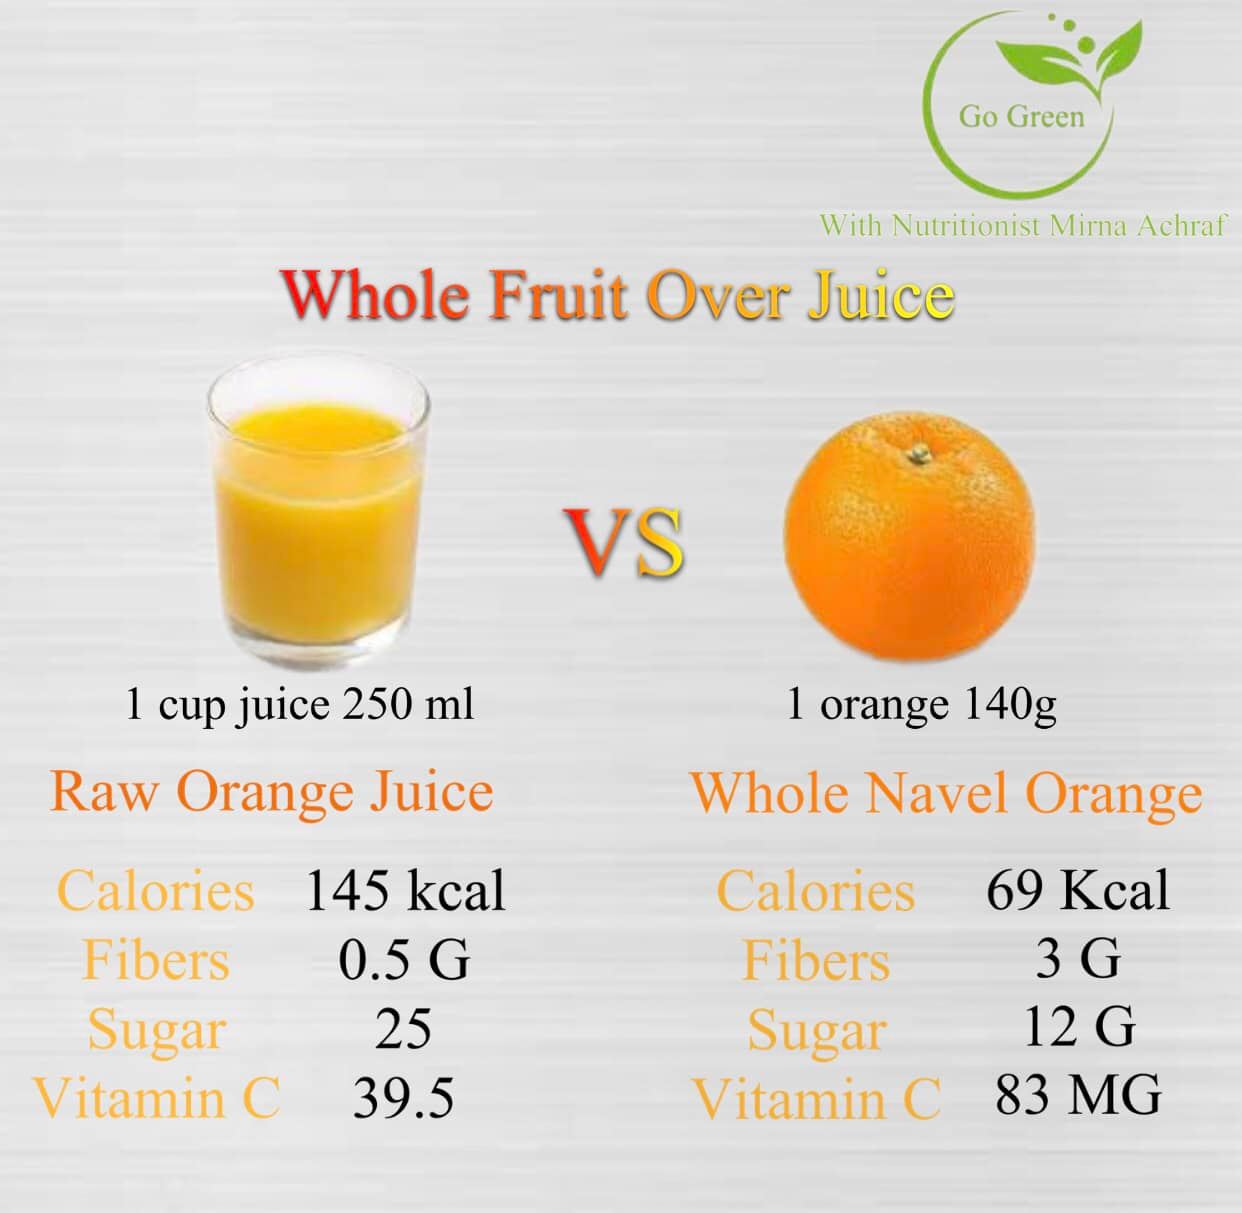 Go Green
With Nutritionist Mirna Achraf
Whole Fruit Over Juice
VS
1 cup juice 250 ml
Raw Orange Juice
Calories 145 kcal
Fibers 0.5 G
Sugar 25
Vitamin C 39.5
1 orange 140g
Whole Navel Orange
Calories 69 Kcal
Fibers 3 G
Sugar 12 G
Vitamin C 83 MG